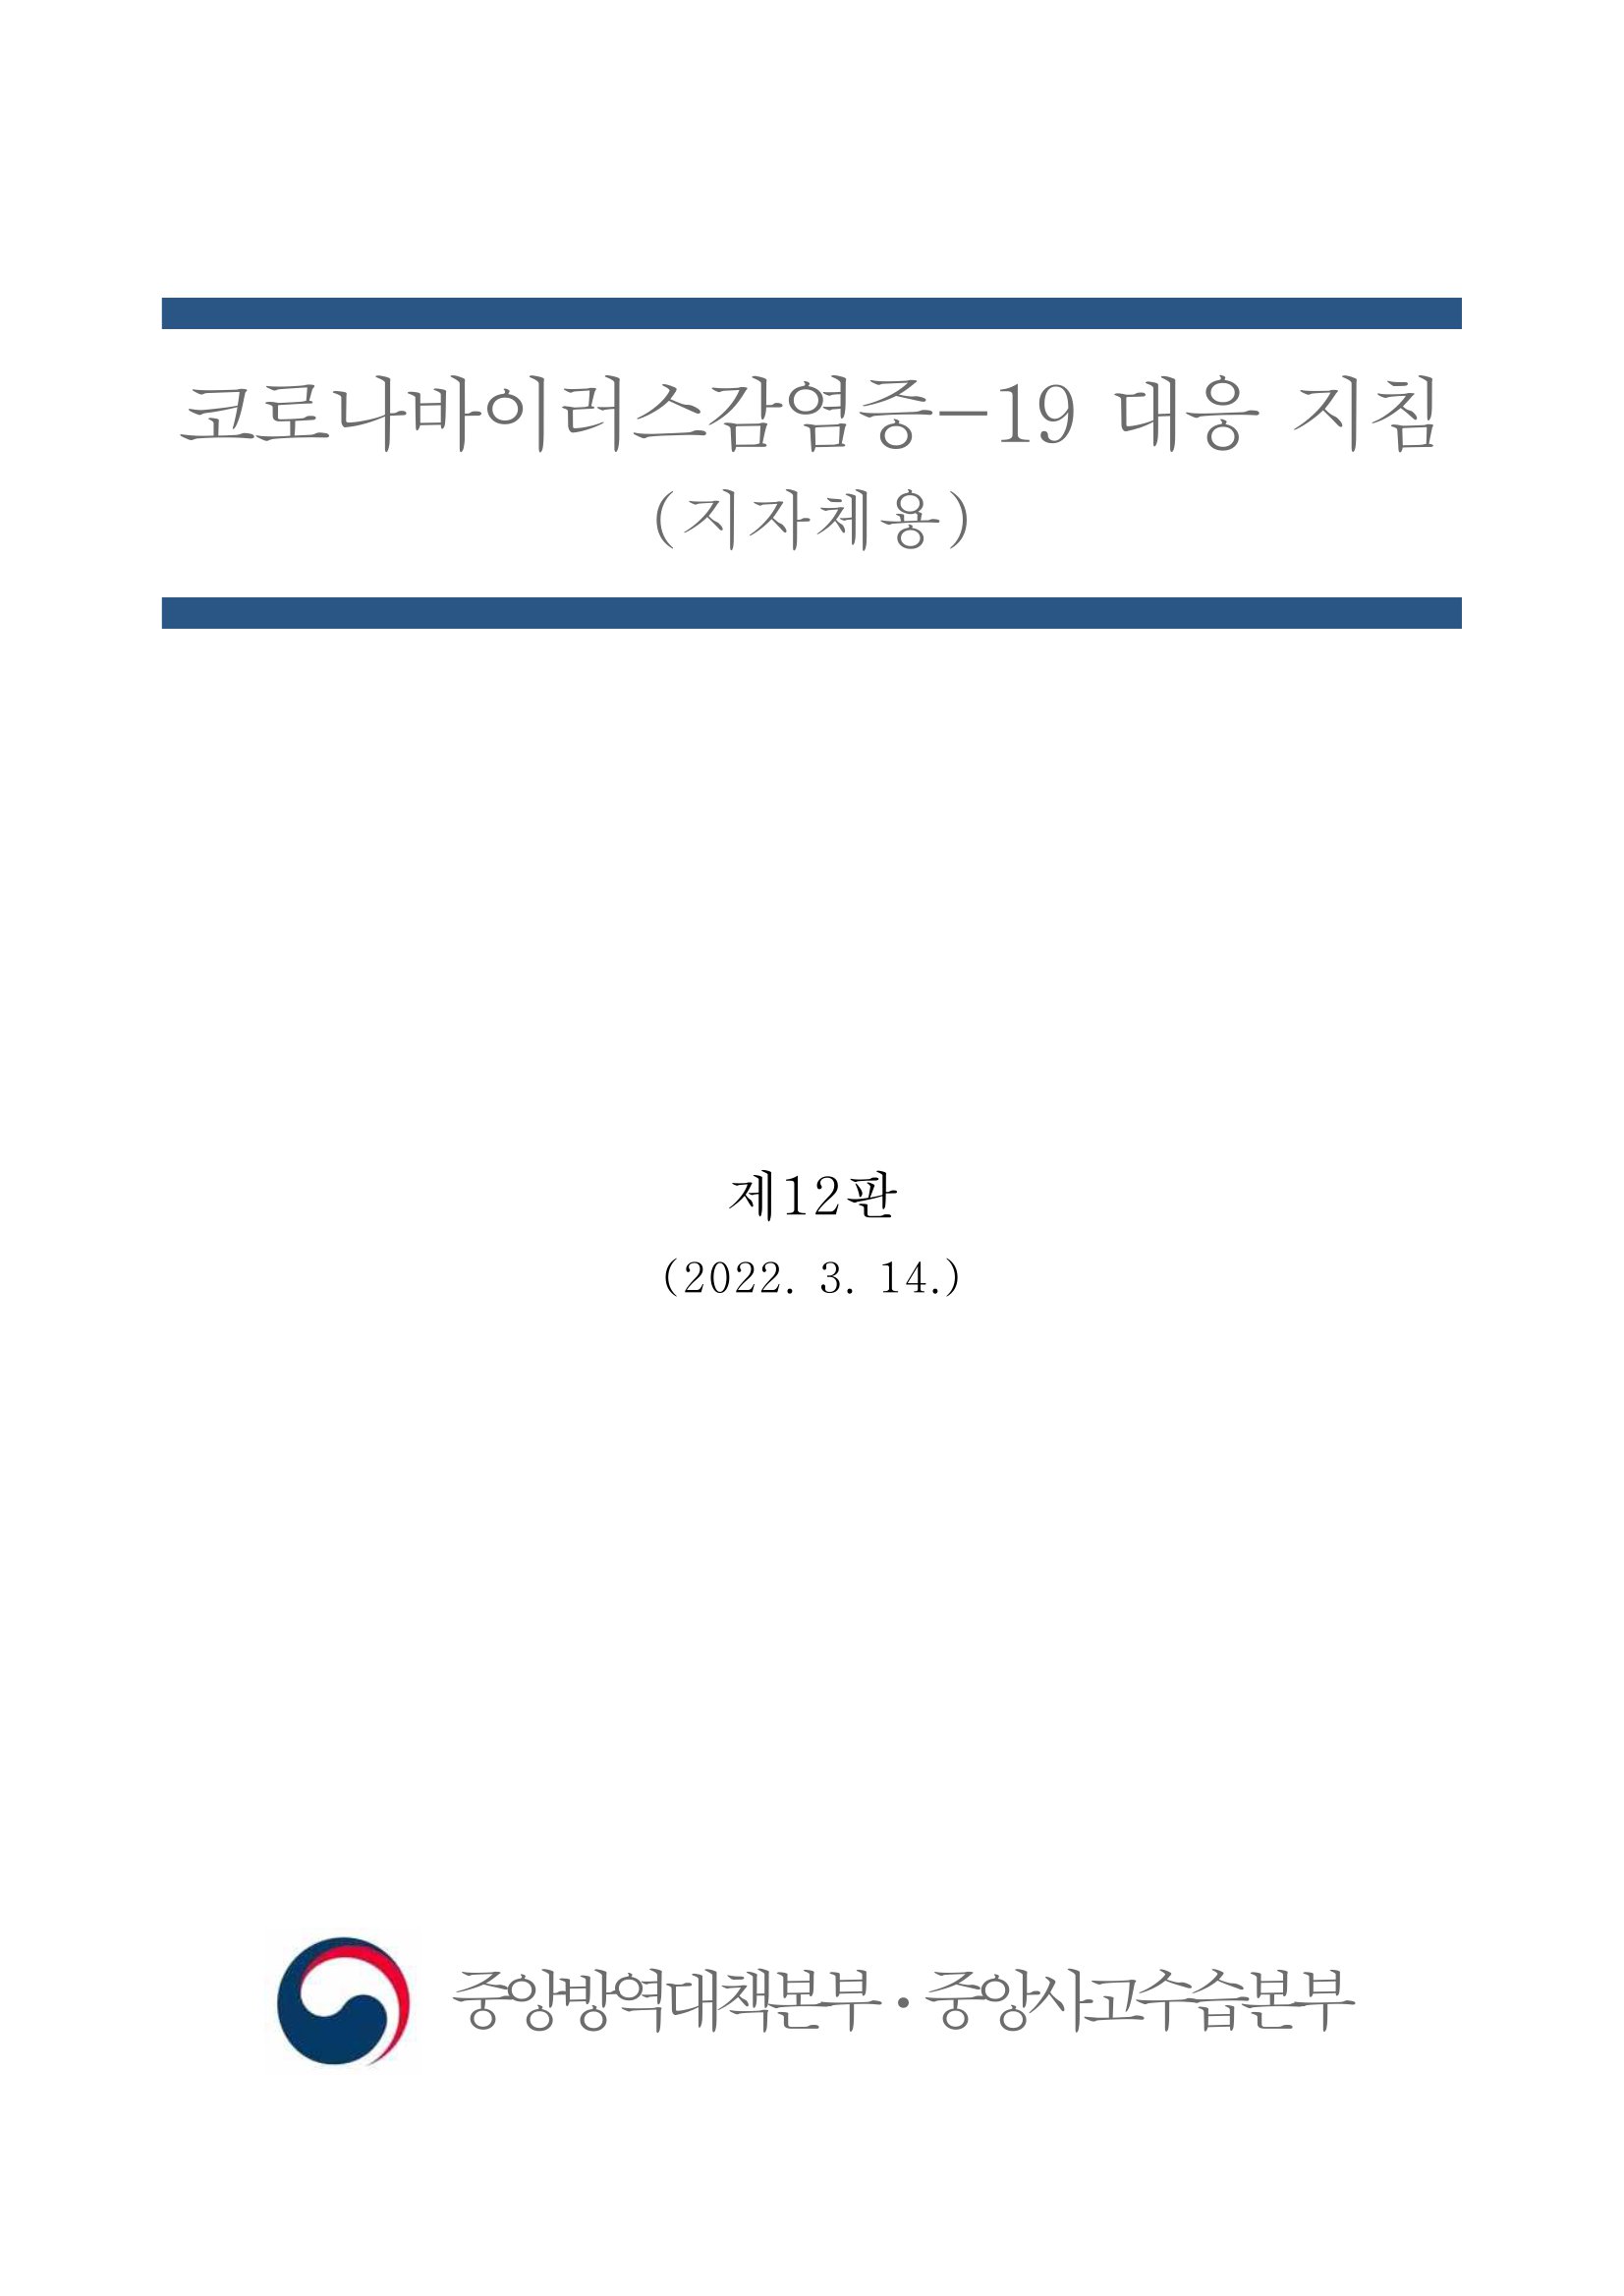 코로나바이러스감염증-19 대응 지침
(지자체용)
제12판
(2022. 3. 14.)
중앙방역대책본부·중앙사고수습본부